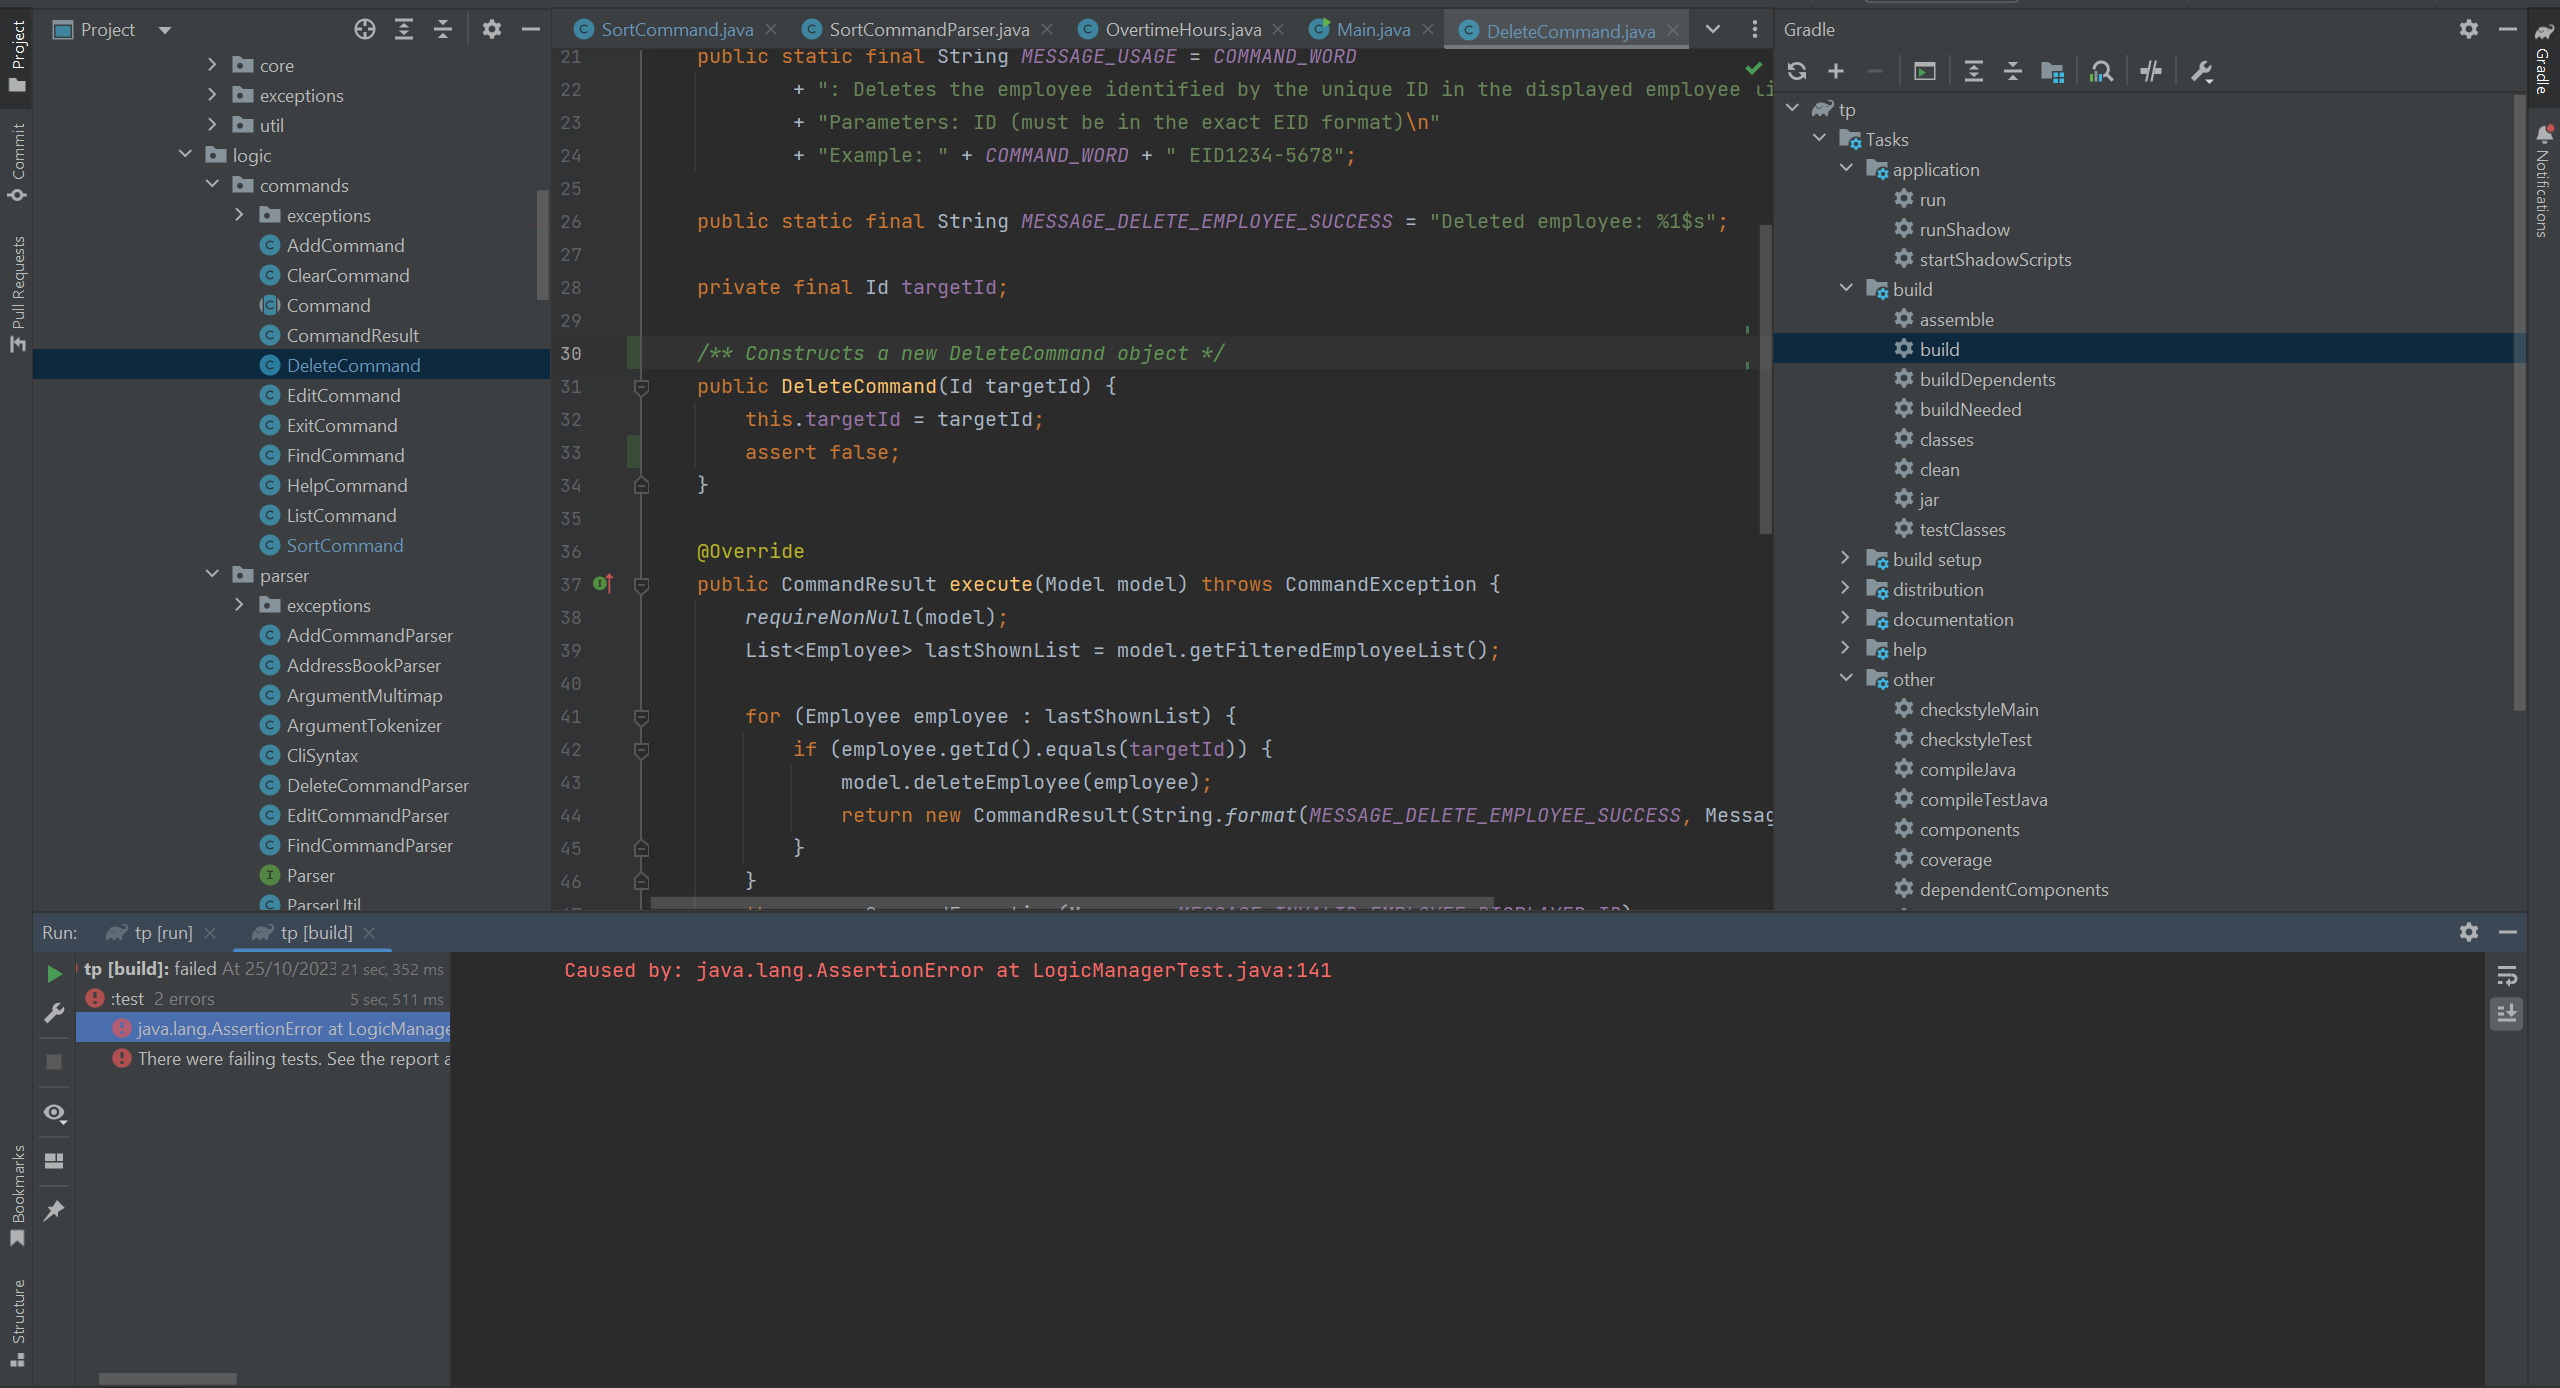 Project
SortCommand.java
SortCommandParser.java
OvertimeHours.java
Main.java
DeleteCommand.java
Gradle
Project
Commit
Pull Requests
Bookmarks
Structure
core
exceptions
util
logic
commands
exceptions
AddCommand
ClearCommand
Command
CommandResult
DeleteCommand
EditCommand
ExitCommand
FindCommand
HelpCommand
ListCommand
SortCommand
parser
exceptions
AddCommandParser
AddressBookParser
ArgumentMultimap
ArgumentTokenizer
CliSyntax
DeleteCommandParser
EditCommandParser
FindCommandParser
Parser
ParserUtil
21 public static final String MESSAGE_USAGE = COMMAND_WORD
22 + ": Deletes the employee identified by the unique ID in the displayed employee
23 + "Parameters: ID (must be in the exact EID format)\n"
24 + "Example: " + COMMAND_WORD + " EID1234-5678";
25
26 public static final String MESSAGE_DELETE_EMPLOYEE_SUCCESS = "Deleted employee: %1$s";
27
28 private final Id targetId;
29
30 /** Constructs a new DeleteCommand object */
31 public DeleteCommand(Id targetId) {
32 this.targetId = targetId;
33 assert false;
34 }
35
36 @Override
37 public CommandResult execute(Model model) throws CommandException {
38 requireNonNull(model);
39 List<Employee> lastShownList = model.getFilteredEmployeeList();
40
41 for (Employee employee : lastShownList) {
42 if (employee.getId().equals(targetId)) {
43 model.deleteEmployee(employee);
44 return new CommandResult(String.format(MESSAGE_DELETE_EMPLOYEE_SUCCESS, Messag
45 }
46 }
tp
Tasks
application
run
runShadow
startShadowScripts
build
assemble
build
buildDependents
buildNeeded
classes
clean
jar
testClasses
build setup
distribution
documentation
help
other
checkstyleMain
checkstyleTest
compileJava
compileTestJava
components
coverage
dependentComponents
Gradle
Notifications
Run: tp [run] tp [build]
tp [build]: failed At 25/10/2023 21 sec, 352 ms
:test 2 errors 5 sec, 511 ms
java.lang.AssertionError at LogicManage
There were failing tests. See the report a
Caused by: java.lang.AssertionError at LogicManagerTest.java:141